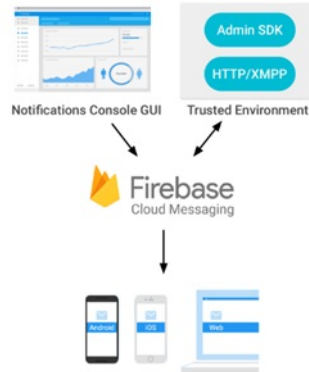 Admin SDK
HTTP/XMPP
Notifications Console GUI
Trusted Environment
Firebase
Cloud Messaging
Android
iOS
Web